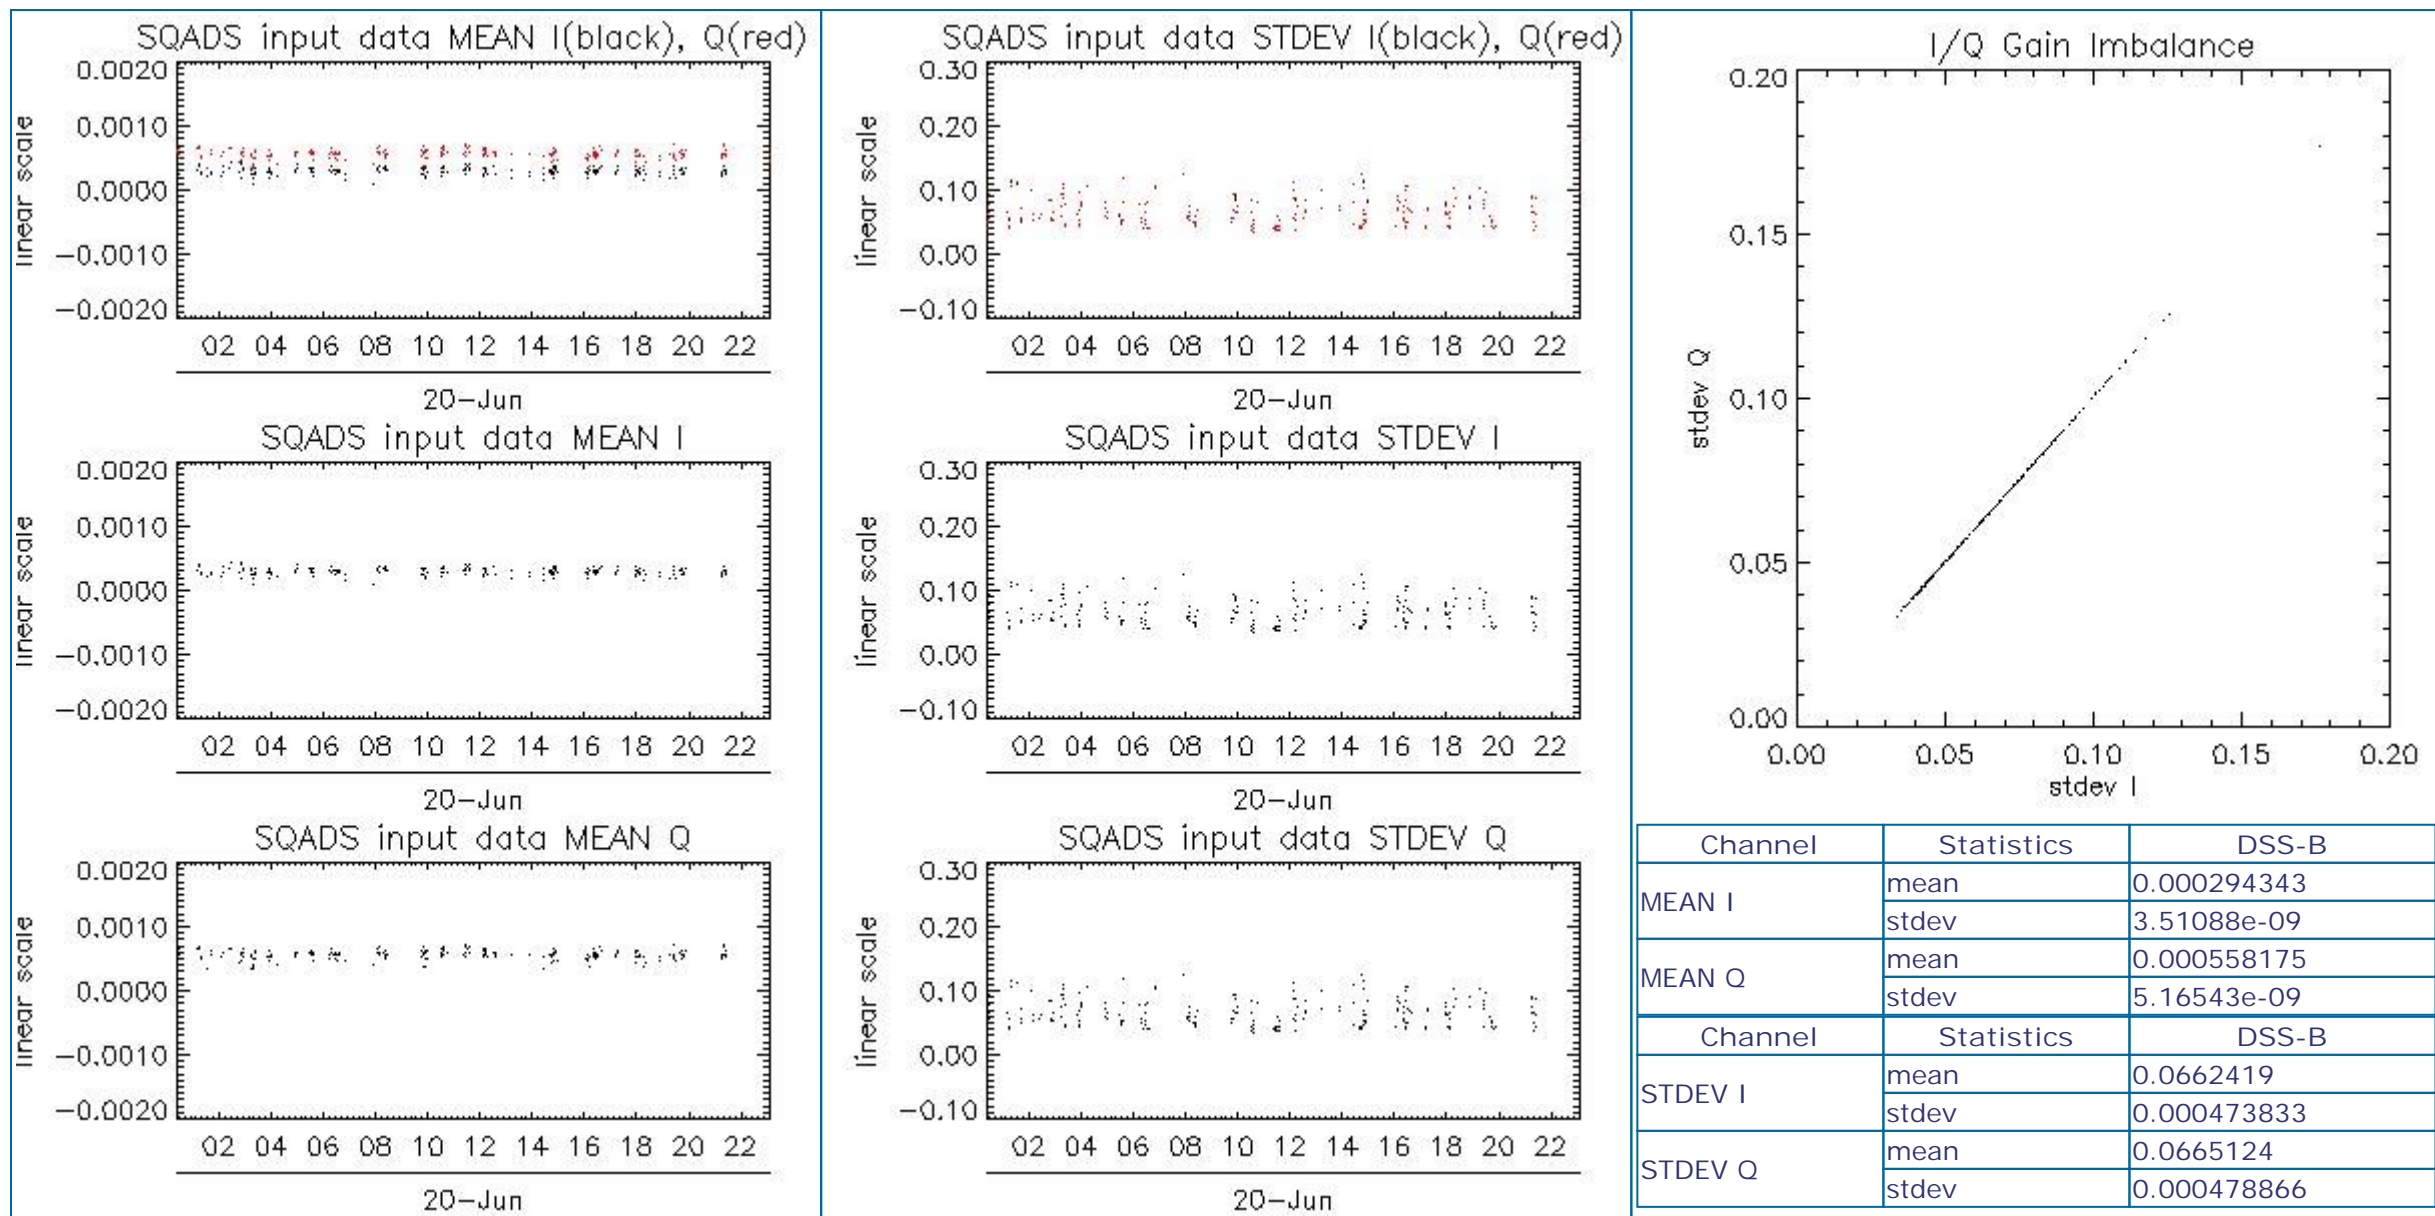 SQADS input data MEAN I(black), Q(red)
0.0020
0.0010
0.0000
-0.0010
-0.0020
linear scale
02 04 06 08 10 12 14 16 18 20 22
20-Jun
SQADS input data MEAN I
0.0020
0.0010
0.0000
-0.0010
-0.0020
linear scale
02 04 06 08 10 12 14 16 18 20 22
20-Jun
SQADS input data MEAN Q
0.0020
0.0010
0.0000
-0.0010
-0.0020
linear scale
02 04 06 08 10 12 14 16 18 20 22
20-Jun
SQADS input data STDEV I(black), Q(red)
0.30
0.20
0.10
0.00
-0.10
linear scale
02 04 06 08 10 12 14 16 18 20 22
20-Jun
SQADS input data STDEV I
0.30
0.20
0.10
0.00
-0.10
linear scale
02 04 06 08 10 12 14 16 18 20 22
20-Jun
SQADS input data STDEV Q
0.30
0.20
0.10
0.00
-0.10
linear scale
02 04 06 08 10 12 14 16 18 20 22
20-Jun
I/Q Gain Imbalance
0.20
0.15
0.10
0.05
0.00
stdev Q
0.00 0.05 0.10 0.15 0.20
stdev I
Channel Statistics DSS-B
MEAN I mean 0.000294343
stdev 3.51088e-09
MEAN Q mean 0.000558175
stdev 5.16543e-09
Channel Statistics DSS-B
STDEV I mean 0.0662419
stdev 0.000473833
STDEV Q mean 0.0665124
stdev 0.000478866